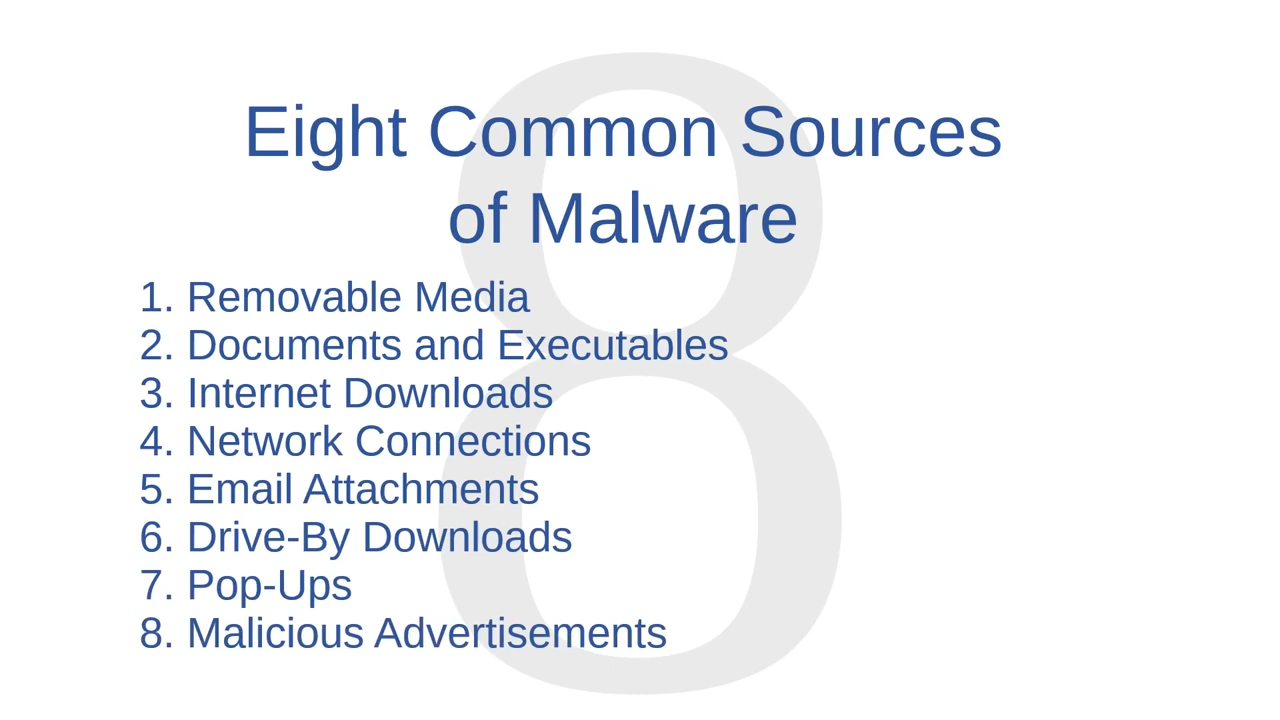 Eight Common Sources
of Malware
1. Removable Media
2. Documents and Executables
3. Internet Downloads
4. Network Connections
5. Email Attachments
6. Drive-By Downloads
7. Pop-Ups
8. Malicious Advertisements
8